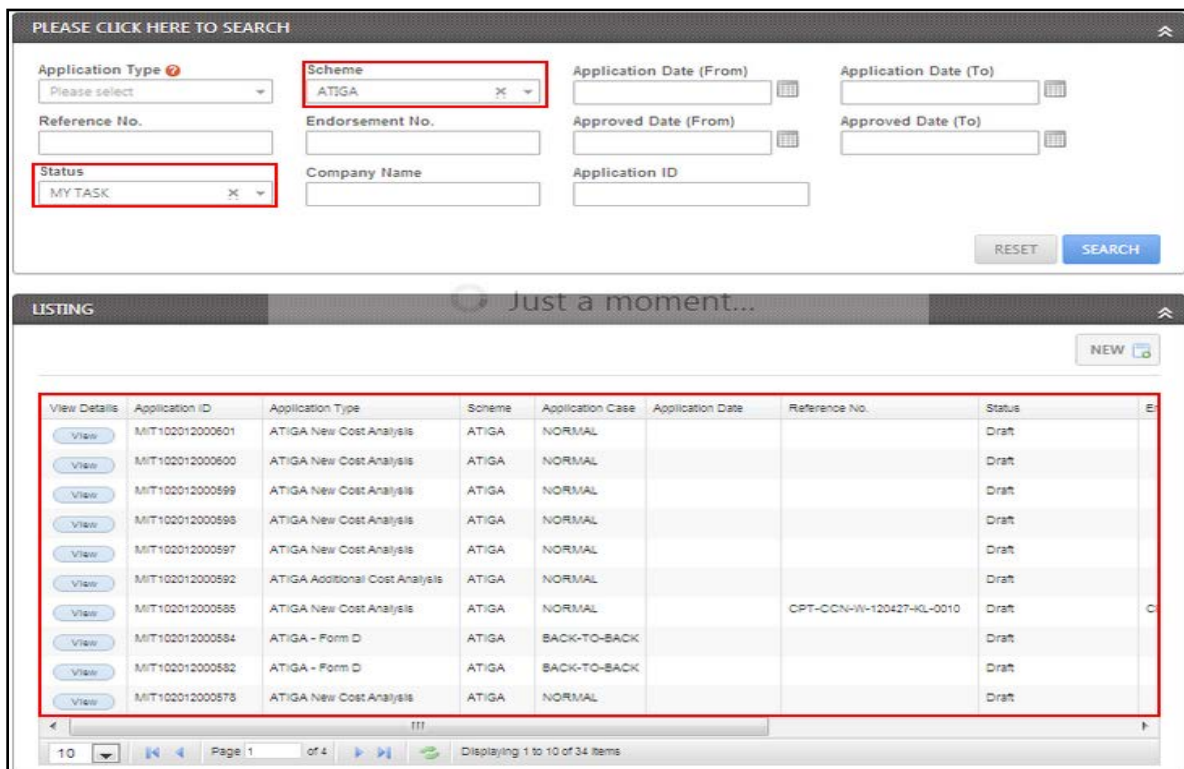 PLEASE CLICK HERE TO SEARCH
Application Type Scheme Application Date (From) Application Date (To)
Please select ATIGA
Reference No. Endorsement No. Approved Date (From) Approved Date (To)
Status Company Name Application ID
MY TASK
RESET SEARCH
LISTING Just a moment...
NEW
View Details Application ID Application Type Scheme Application Case Application Date Reference No. Status
View MIT102012000601 ATIGA New Cost Analysis ATIGA NORMAL Draft
View MIT102012000600 ATIGA New Cost Analysis ATIGA NORMAL Draft
View MIT102012000599 ATIGA New Cost Analysis ATIGA NORMAL Draft
View MIT102012000598 ATIGA New Cost Analysis ATIGA NORMAL Draft
View MIT102012000597 ATIGA New Cost Analysis ATIGA NORMAL Draft
View MIT102012000592 ATIGA Additional Cost Analysis ATIGA NORMAL Draft
View MIT102012000585 ATIGA New Cost Analysis ATIGA NORMAL CPT-CCN-W-120427-KL-0010 Draft
View MIT102012000584 ATIGA - Form D ATIGA BACK-TO-BACK Draft
View MIT102012000582 ATIGA - Form D ATIGA BACK-TO-BACK Draft
View MIT102012000578 ATIGA New Cost Analysis ATIGA NORMAL Draft
10 Page 1 of 4 Displaying 1 to 10 of 34 items